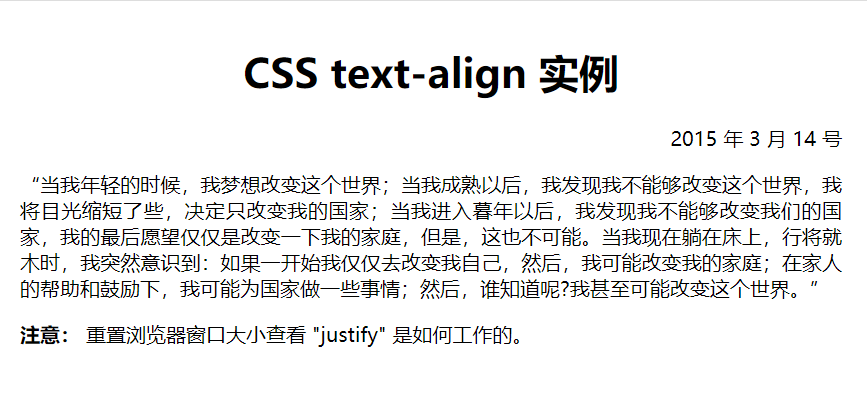 CSS text-align 实例
2015 年 3 月 14 号
“当我年轻的时候，我梦想改变这个世界；当我成熟以后，我发现我不能够改变这个世界，我
将目光缩短了些，决定只改变我的国家；当我进入暮年以后，我发现我不能够改变我们的国
家，我的最后愿望仅仅是改变一下我的家庭，但是，这也不可能。当我现在躺在床上，行将就
木时，我突然意识到：如果一开始我仅仅去改变我自己，然后，我可能改变我的家庭；在家人
的帮助和鼓励下，我可能为国家做一些事情；然后，谁知道呢?我甚至可能改变这个世界。”
注意： 重置浏览器窗口大小查看 "justify" 是如何工作的。